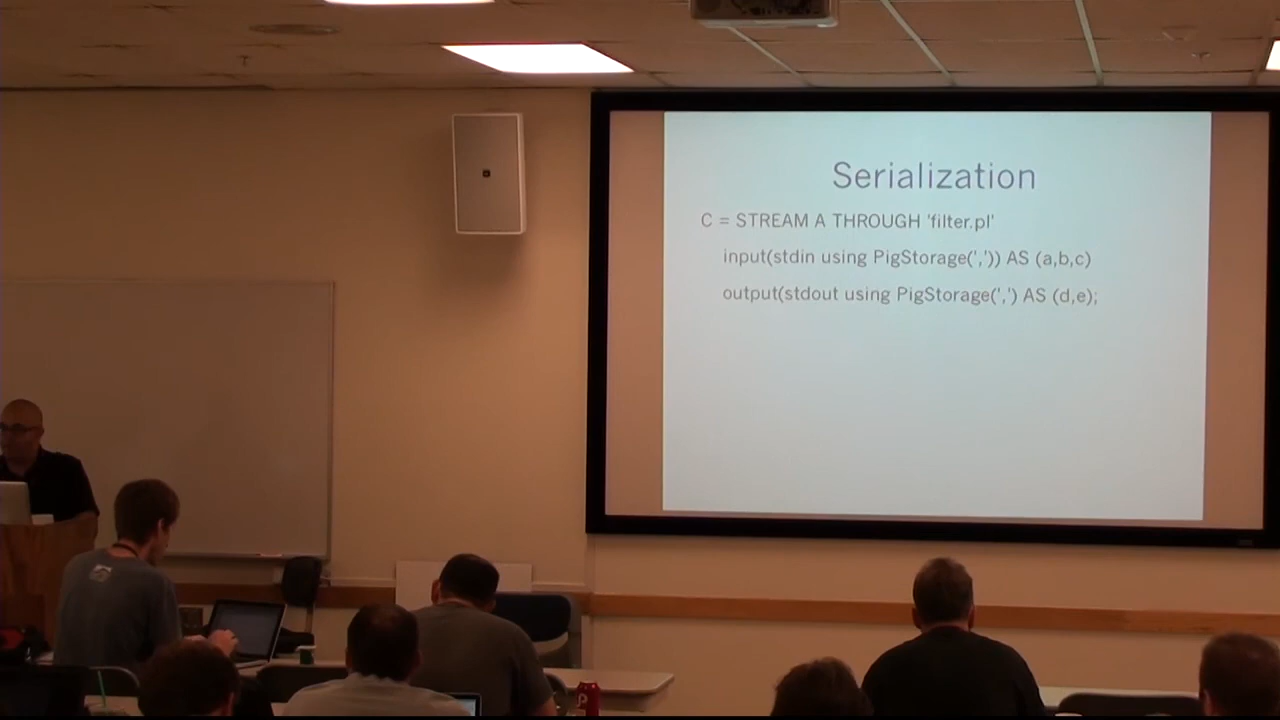 Serialization
C = STREAM A THROUGH 'filter.pl'
input(stdin using PigStorage(',')) AS (a,b,c)
output(stdout using PigStorage(',') AS (d,e);